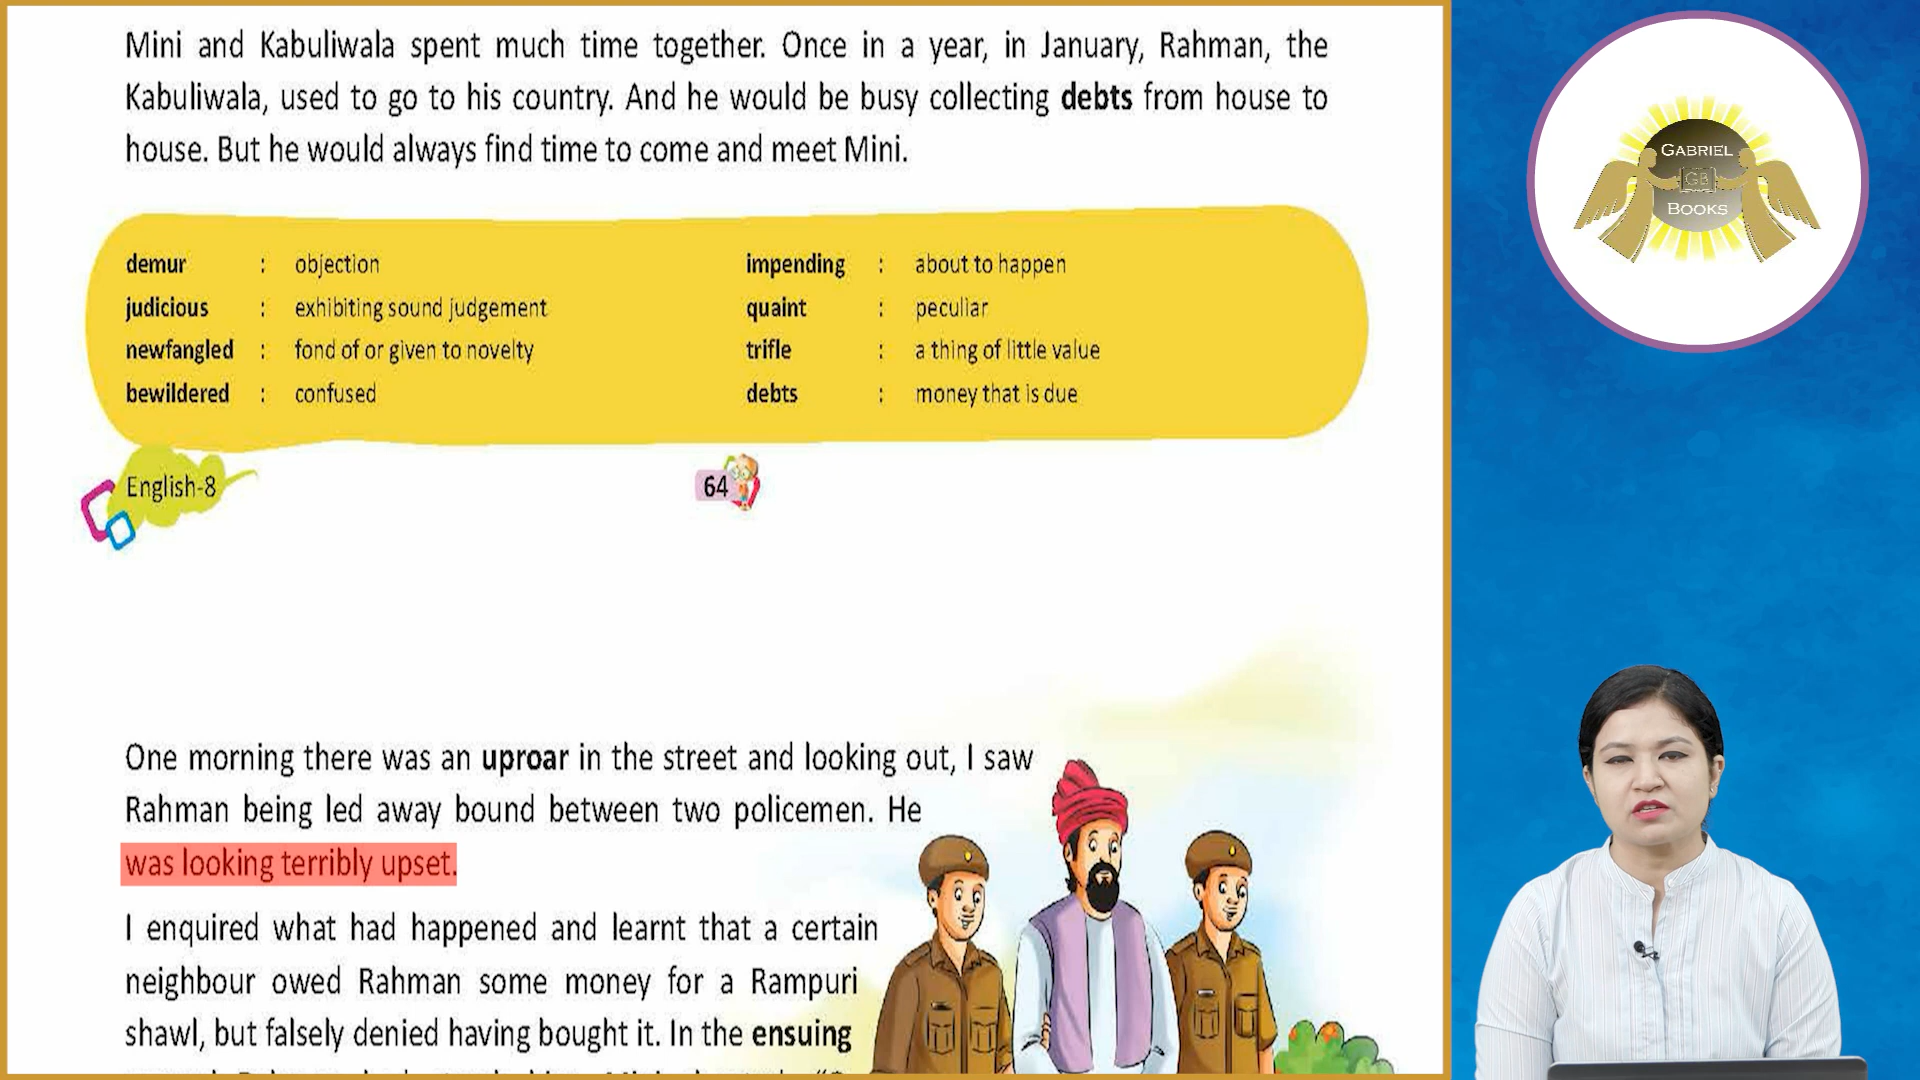 Mini and Kabuliwala spent much time together. Once in a year, in January, Rahman, the
Kabuliwala, used to go to his country. And he would be busy collecting debts from house to
house. But he would always find time to come and meet Mini.
demur : objection
judicious : exhibiting sound judgement
newfangled : fond of or given to novelty
bewildered : confused
impending : about to happen
quaint : peculiar
trifle : a thing of little value
debts : money that is due
English-8
64
One morning there was an uproar in the street and looking out, I saw
Rahman being led away bound between two policemen. He
was looking terribly upset.
I enquired what had happened and learnt that a certain
neighbour owed Rahman some money for a Rampuri
shawl, but falsely denied having bought it. In the ensuing
GABRIEL
GB
BOOKS